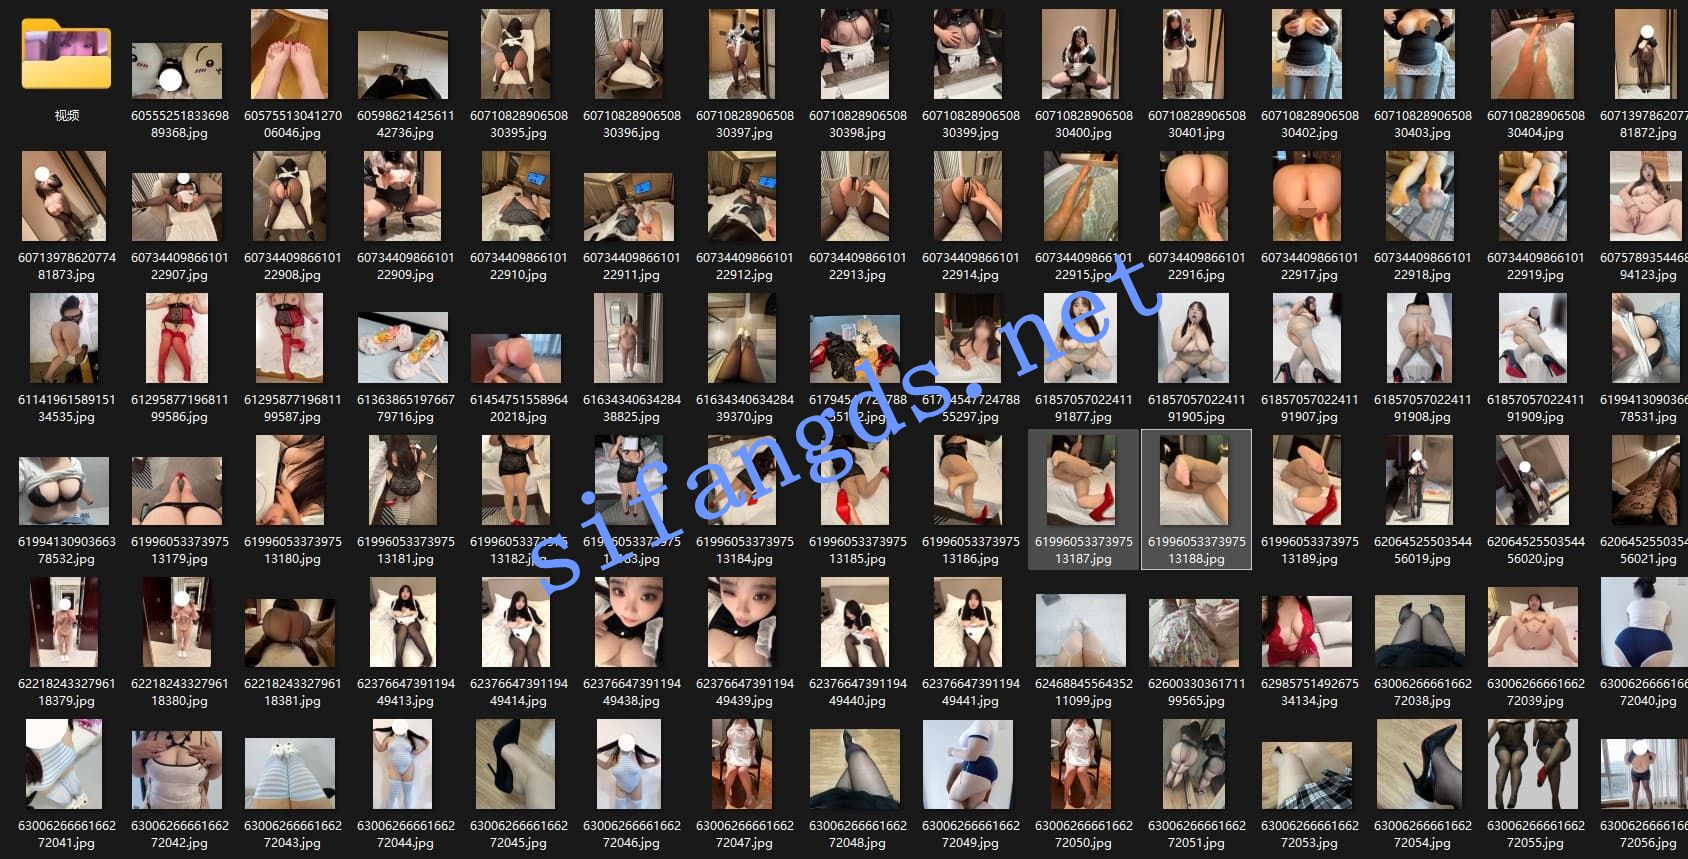 视频
60555251833698
89368.jpg
60575513041270
06046.jpg
60598621425611
42736.jpg
60710828906508
30395.jpg
60710828906508
30396.jpg
60710828906508
30397.jpg
60710828906508
30398.jpg
60710828906508
30399.jpg
60710828906508
30400.jpg
60710828906508
30401.jpg
60710828906508
30402.jpg
60710828906508
30403.jpg
60710828906508
30404.jpg
6071397862077
81872.jpg
60713978620774
81873.jpg
60734409866101
22907.jpg
60734409866101
22908.jpg
60734409866101
22909.jpg
60734409866101
22910.jpg
60734409866101
22911.jpg
60734409866101
22912.jpg
60734409866101
22913.jpg
60734409866101
22914.jpg
60734409866101
22915.jpg
60734409866101
22916.jpg
60734409866101
22917.jpg
60734409866101
22918.jpg
60734409866101
22919.jpg
6075789354468
94123.jpg
61141961589151
34535.jpg
61295877196811
99586.jpg
61295877196811
99587.jpg
61363865197667
79716.jpg
61454751558964
20218.jpg
61634340634284
38825.jpg
61634340634284
39370.jpg
61794547724788
61794547724788
55297.jpg
61857057022411
91877.jpg
61857057022411
91905.jpg
61857057022411
91907.jpg
61857057022411
91908.jpg
61857057022411
91909.jpg
6199413090366
78531.jpg
sifangds.net
61994130903663
78532.jpg
61996053373975
13179.jpg
61996053373975
13180.jpg
61996053373975
13181.jpg
61996053373975
13182.jpg
61996053373975
13183.jpg
61996053373975
13184.jpg
61996053373975
13185.jpg
61996053373975
13186.jpg
61996053373975
13187.jpg
61996053373975
13188.jpg
61996053373975
13189.jpg
62064525503544
56019.jpg
62064525503544
56020.jpg
6206452550354
56021.jpg
62218243327961
18379.jpg
62218243327961
18380.jpg
62218243327961
18381.jpg
62376647391194
49413.jpg
62376647391194
49414.jpg
62376647391194
49438.jpg
62376647391194
49439.jpg
62376647391194
49440.jpg
62376647391194
49441.jpg
62468845564352
11099.jpg
62600330361711
99565.jpg
62985751492675
34134.jpg
63006266661662
72038.jpg
63006266661662
72039.jpg
6300626666166
72040.jpg
63006266661662
72041.jpg
63006266661662
72042.jpg
63006266661662
72043.jpg
63006266661662
72044.jpg
63006266661662
72045.jpg
63006266661662
72046.jpg
63006266661662
72047.jpg
63006266661662
72048.jpg
63006266661662
72049.jpg
63006266661662
72050.jpg
63006266661662
72051.jpg
63006266661662
72053.jpg
63006266661662
72054.jpg
63006266661662
72055.jpg
6300626666166
72056.jpg